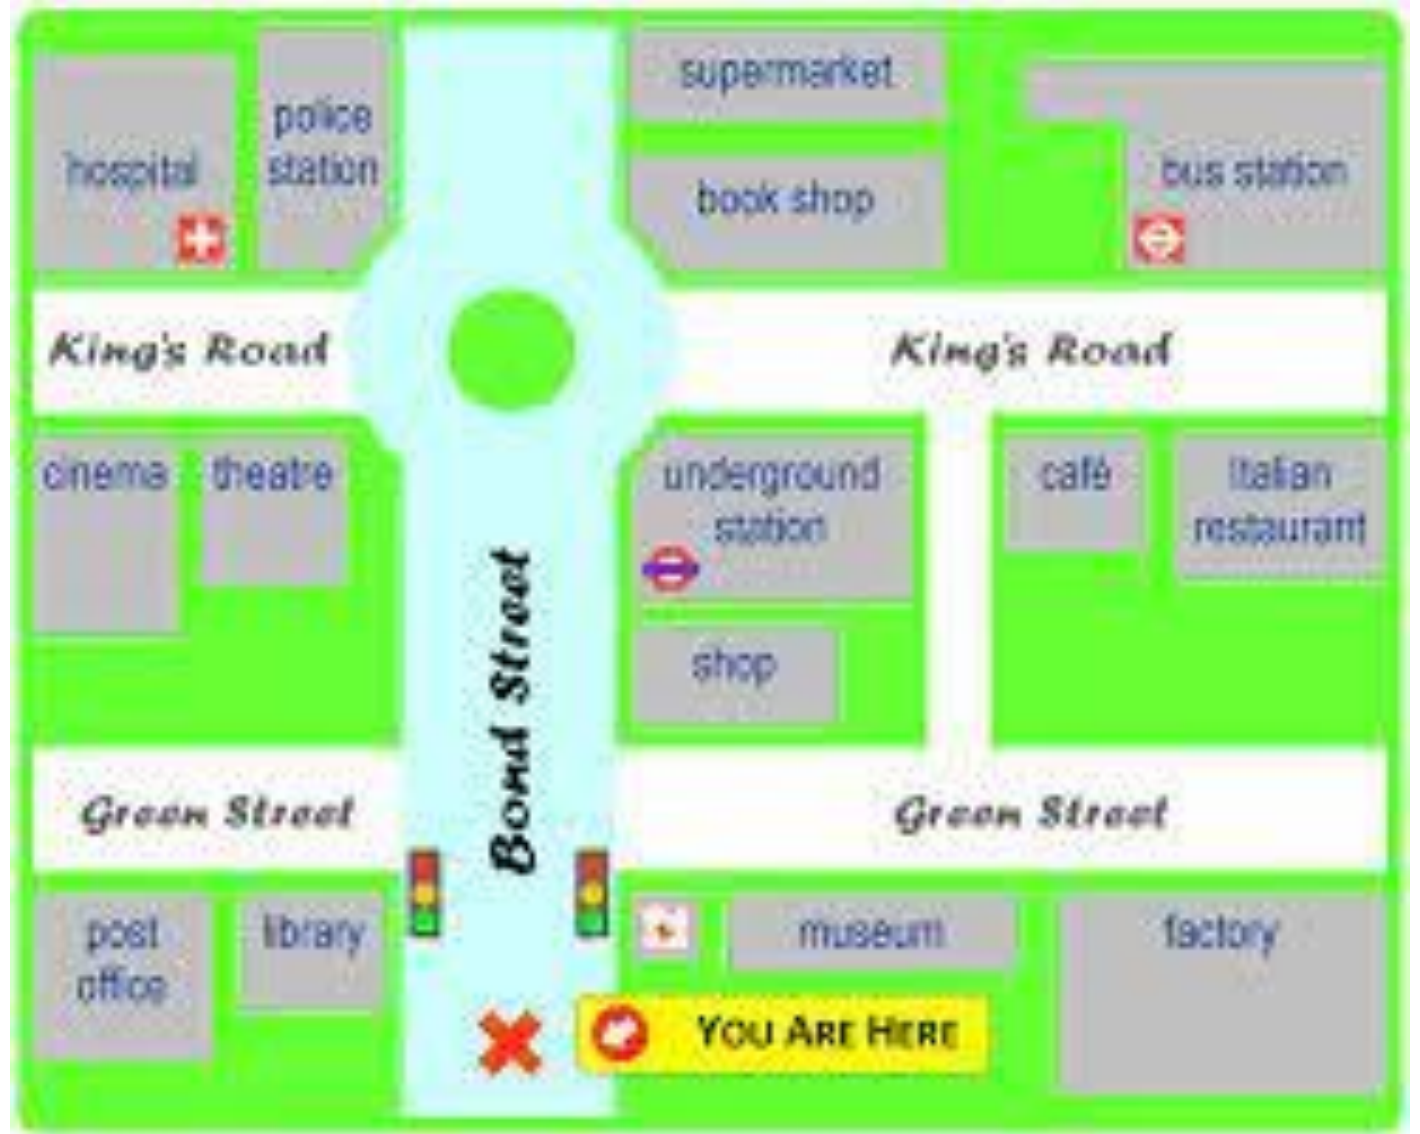 hospital
police
station
supermarket
book shop
bus station
King's Road
King's Road
cinema
theatre
underground
station
café
Italian
restaurant
shop
Bond Street
Green Street
Green Street
post
office
library
museum
factory
YOU ARE HERE